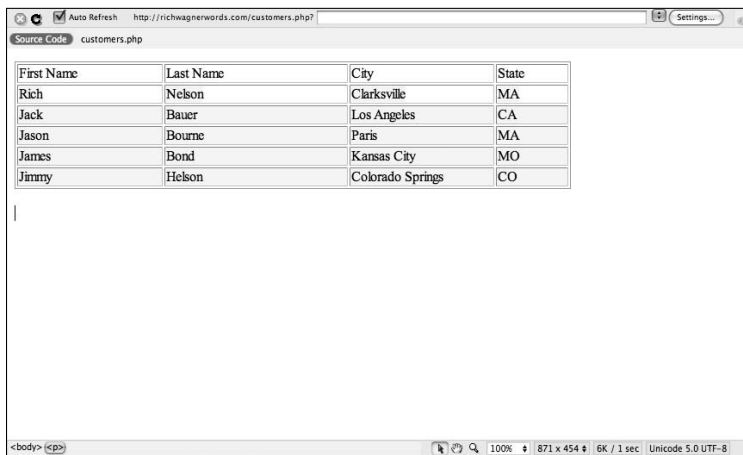 Auto Refresh http://richwagnerwords.com/customers.php? Settings...
Source Code customers.php
First Name Last Name City State
Rich Nelson Clarksville MA
Jack Bauer Los Angeles CA
Jason Bourne Paris MA
James Bond Kansas City MO
Jimmy Helson Colorado Springs CO
<body> <p> 100% 871 x 454 6K / 1 sec Unicode 5.0 UTF-8